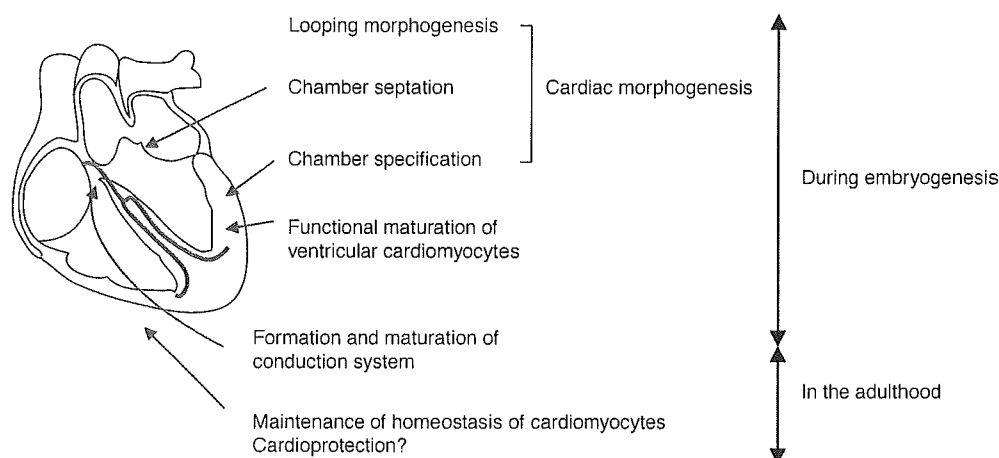 Looping morphogenesis
Chamber septation
Cardiac morphogenesis
Chamber specification
During embryogenesis
Functional maturation of
ventricular cardiomyocytes
Formation and maturation of
conduction system
In the adulthood
Maintenance of homeostasis of cardiomyocytes
Cardioprotection?